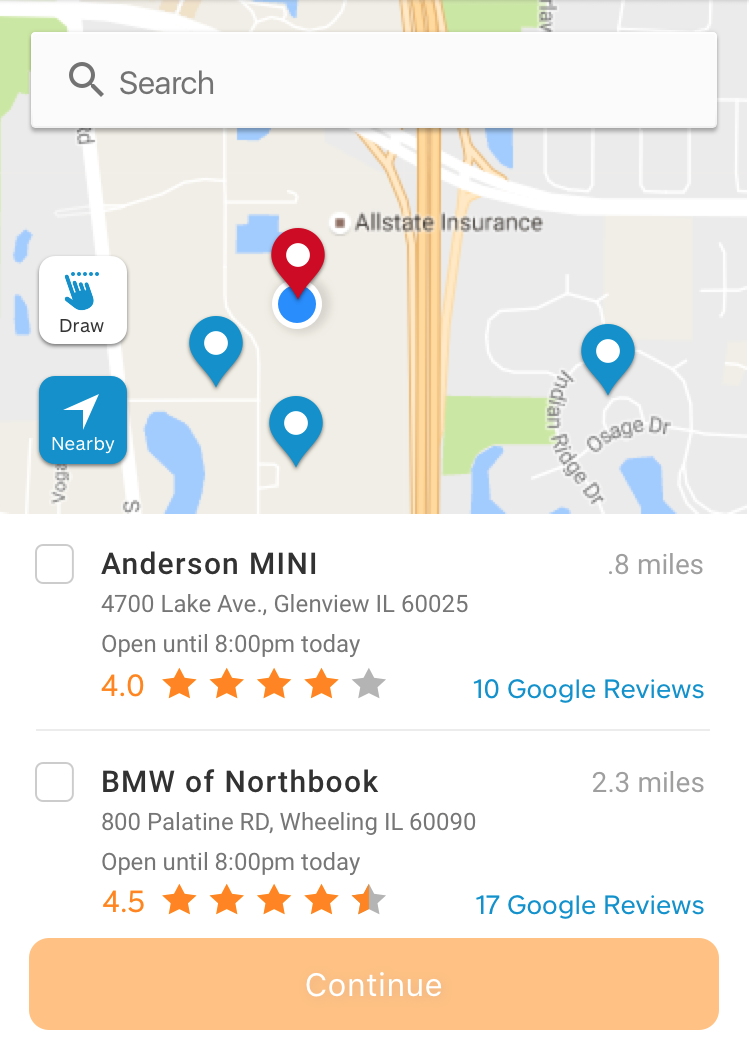 Search
Rd
Allstate Insurance
Draw
Nearby
Indian Ridge Dr
Osage Dr
S
Anderson MINI
.8 miles
4700 Lake Ave., Glenview IL 60025
Open until 8:00pm today
4.0
10 Google Reviews
BMW of Northbook
2.3 miles
800 Palatine RD, Wheeling IL 60090
Open until 8:00pm today
4.5
17 Google Reviews
Continue